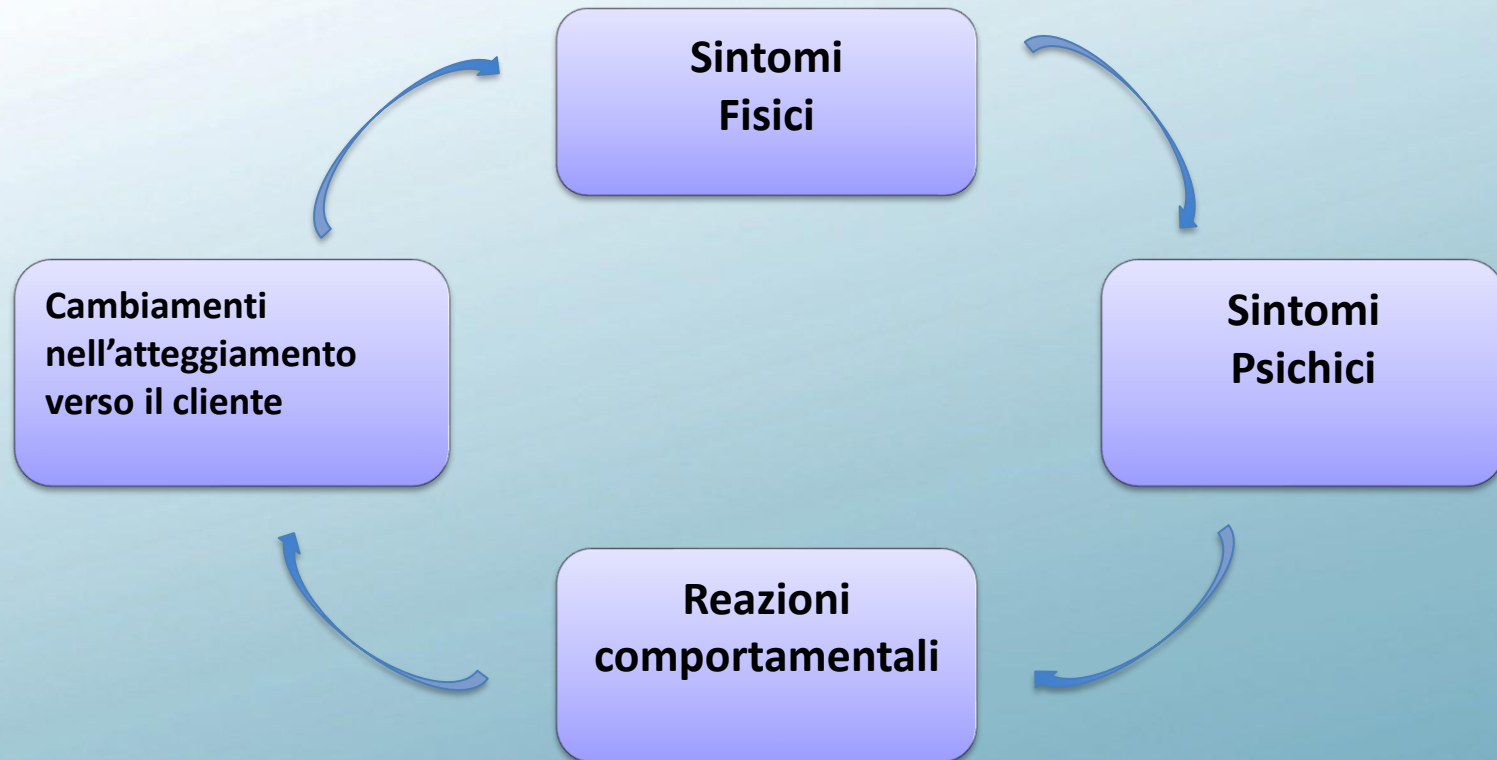 Sintomi
Fisici
Cambiamenti
nell’atteggiamento
verso il cliente
Sintomi
Psichici
Reazioni
comportamentali